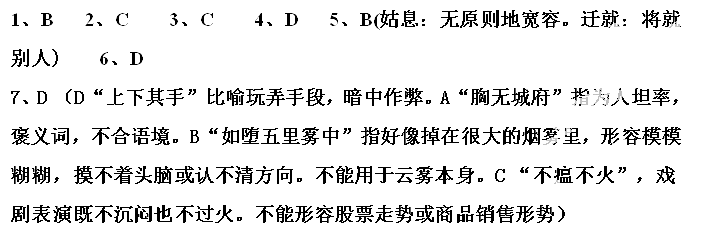 1、B 2、C 3、C 4、D 5、B(姑息：无原则地宽容。迁就：将就
别人) 6、D
7、D （D“上下其手”比喻玩弄手段，暗中作弊。A“胸无城府”指为人坦率，
褒义词，不合语境。B“如堕五里雾中”指好像掉在很大的烟雾里，形容模模
糊糊，摸不着头脑或认不清方向。不能用于云雾本身。C “不瘟不火”，戏
剧表演既不沉闷也不过火。不能形容股票走势或商品销售形势）